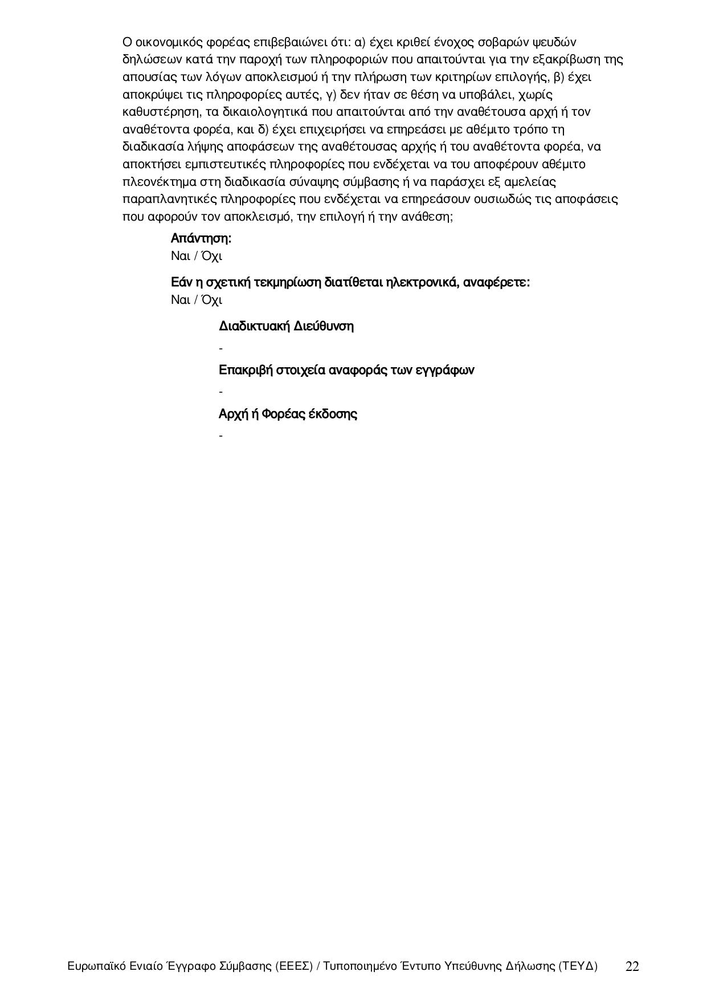 Ο οικονομικός φορέας επιβεβαιώνει ότι: α) έχει κριθεί ένοχος σοβαρών ψευδών
δηλώσεων κατά την παροχή των πληροφοριών που απαιτούνται για την εξακρίβωση της
απουσίας των λόγων αποκλεισμού ή την πλήρωση των κριτηρίων επιλογής, β) έχει
αποκρύψει τις πληροφορίες αυτές, γ) δεν ήταν σε θέση να υποβάλει, χωρίς
καθυστέρηση, τα δικαιολογητικά που απαιτούνται από την αναθέτουσα αρχή ή τον
αναθέτοντα φορέα, και δ) έχει επιχειρήσει να επηρεάσει με αθέμιτο τρόπο τη
διαδικασία λήψης αποφάσεων της αναθέτουσας αρχής ή του αναθέτοντα φορέα, να
αποκτήσει εμπιστευτικές πληροφορίες που ενδέχεται να του αποφέρουν αθέμιτο
πλεονέκτημα στη διαδικασία σύναψης σύμβασης ή να παράσχει εξ αμελείας
παραπλανητικές πληροφορίες που ενδέχεται να επηρεάσουν ουσιωδώς τις αποφάσεις
που αφορούν τον αποκλεισμό, την επιλογή ή την ανάθεση;
Απάντηση:
Ναι / Όχι
Εάν η σχετική τεκμηρίωση διατίθεται ηλεκτρονικά, αναφέρετε:
Ναι / Όχι
Διαδικτυακή Διεύθυνση
-
Επακριβή στοιχεία αναφοράς των εγγράφων
-
Αρχή ή Φορέας έκδοσης
-
Ευρωπαϊκό Ενιαίο Έγγραφο Σύμβασης (ΕΕΕΣ) / Τυποποιημένο Έντυπο Υπεύθυνης Δήλωσης (ΤΕΥΔ) 22